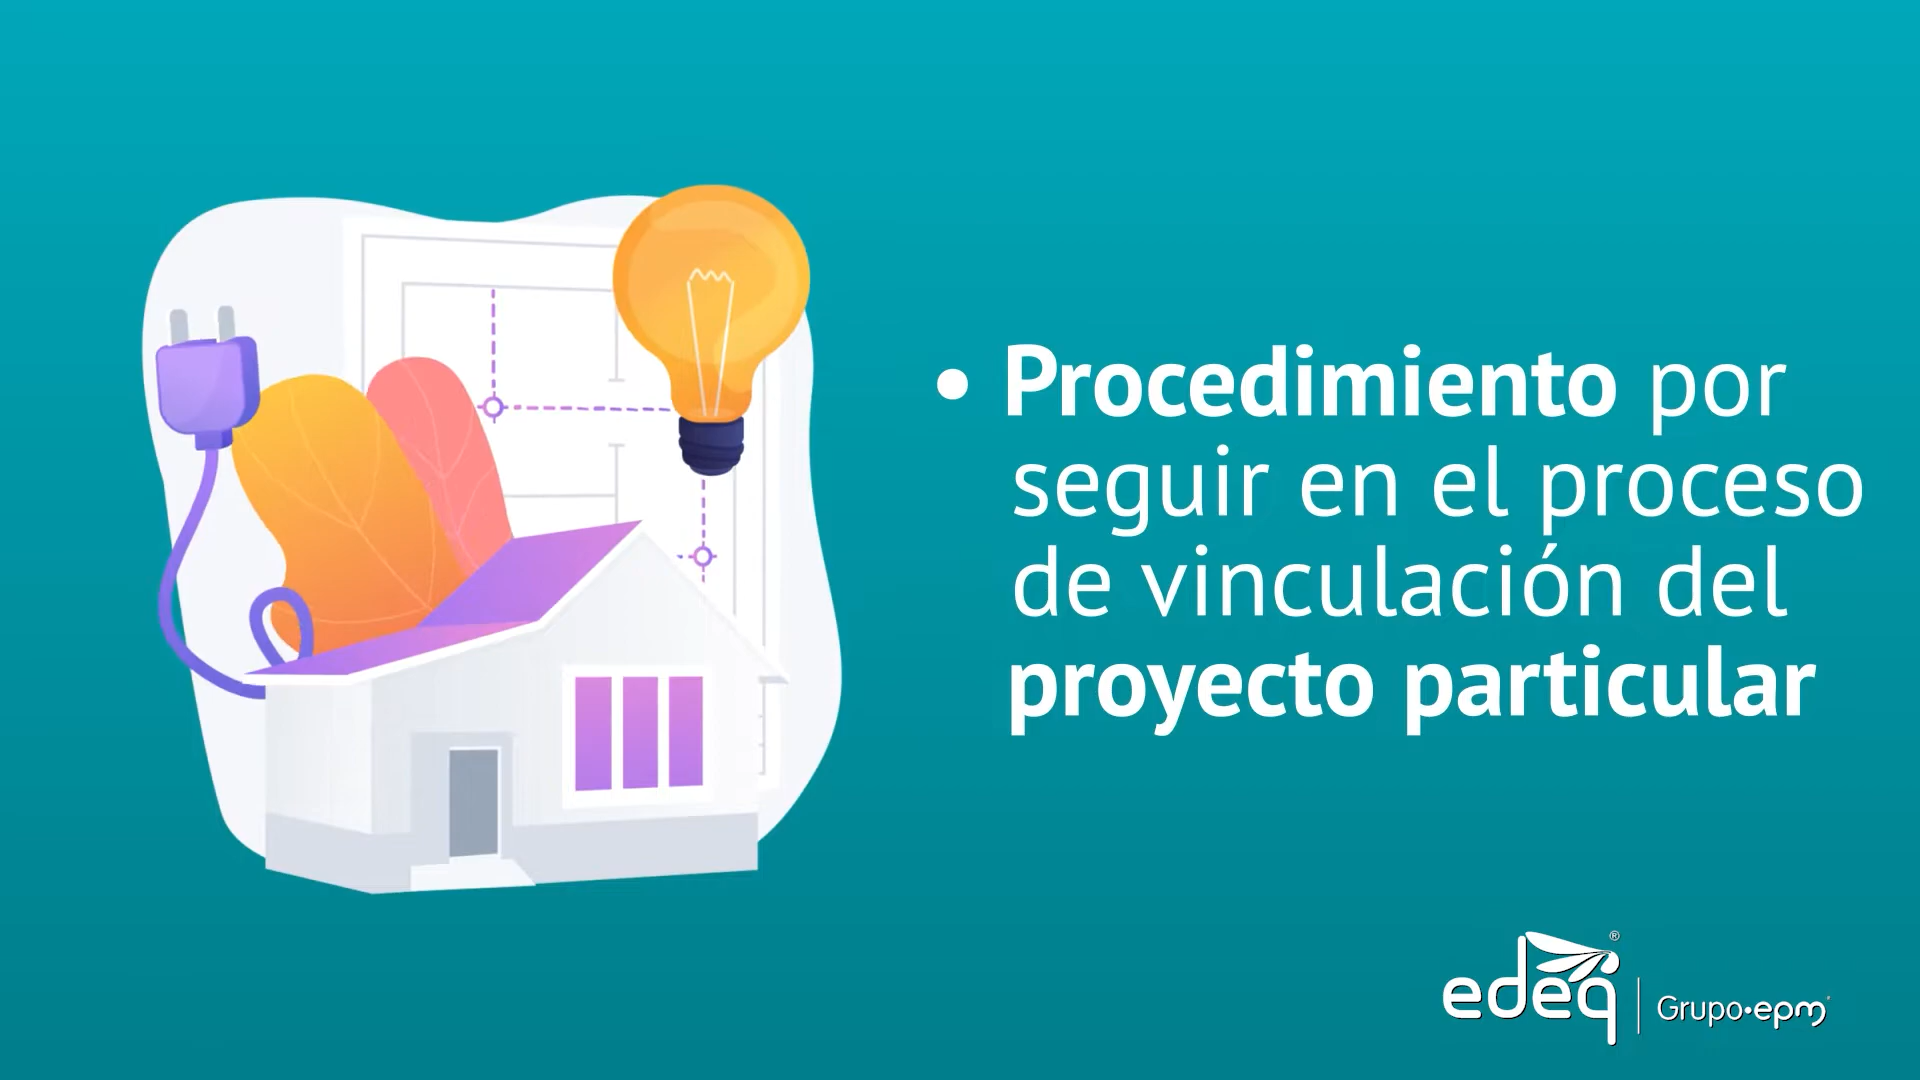 • Procedimiento por
seguir en el proceso
de vinculación del
proyecto particular
edeq® | Grupo•epm®